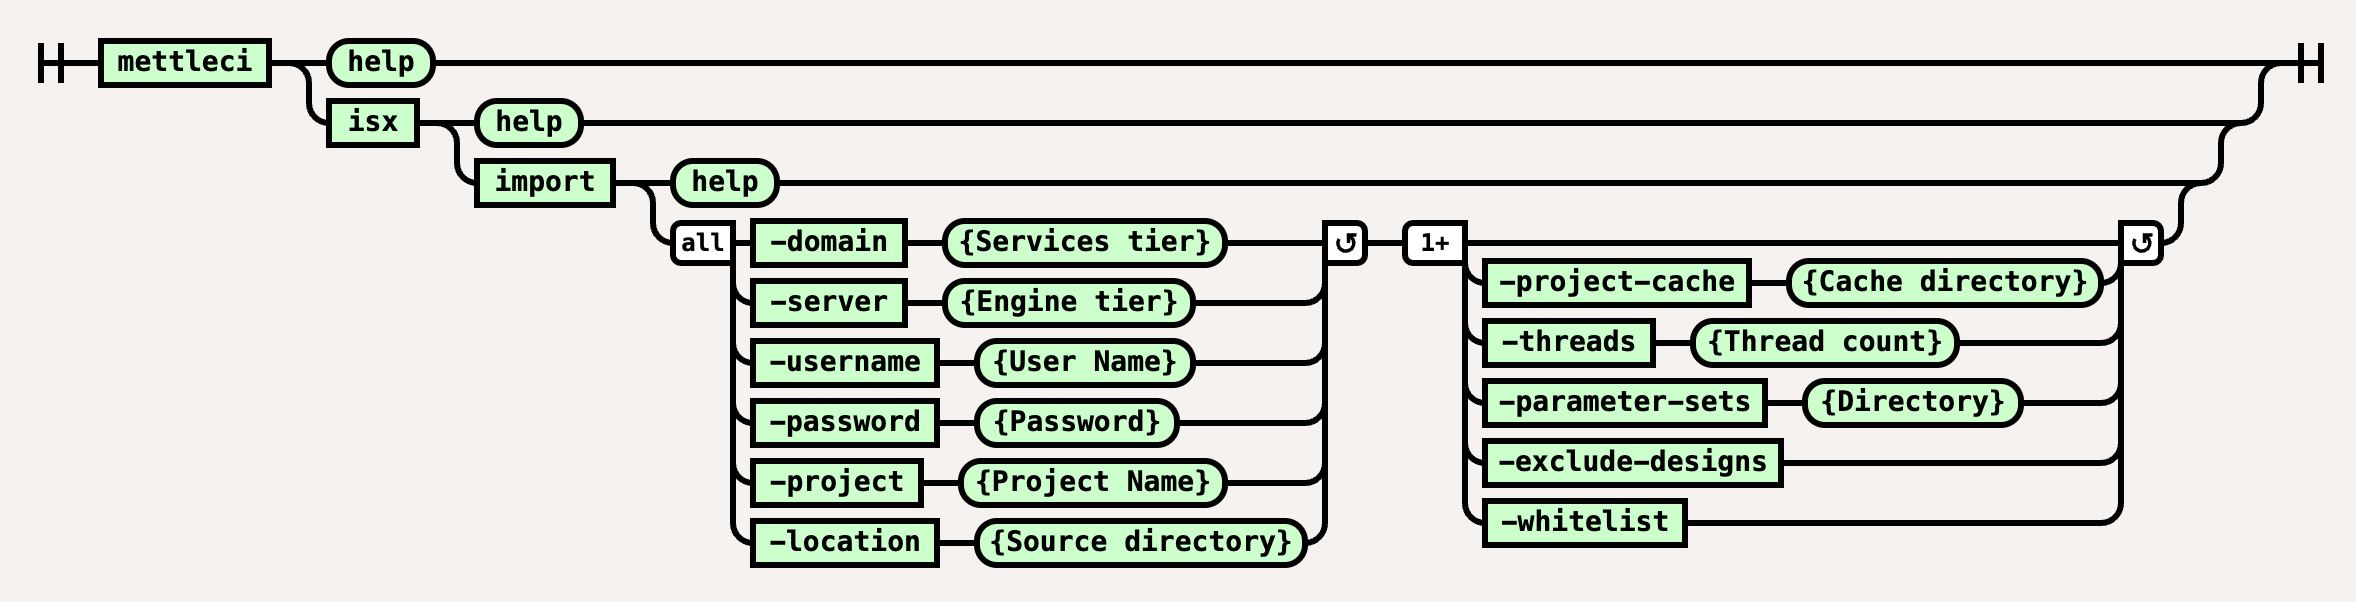 mettleci help
isx help
import help
all -domain {Services tier} ↺ 1+ ↺
-project-cache {Cache directory}
-server {Engine tier}
-threads {Thread count}
-username {User Name}
-parameter-sets {Directory}
-password {Password}
-exclude-designs
-project {Project Name}
-whitelist
-location {Source directory}